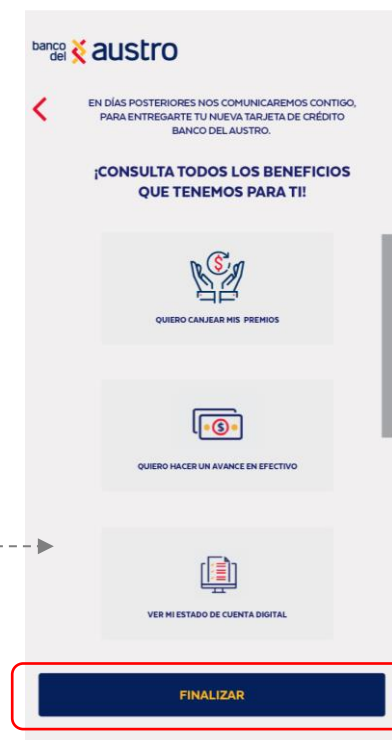 banco del austro
EN DÍAS POSTERIORES NOS COMUNICAREMOS CONTIGO,
PARA ENTREGARTE TU NUEVA TARJETA DE CRÉDITO
BANCO DEL AUSTRO.
¡CONSULTA TODOS LOS BENEFICIOS
QUE TENEMOS PARA TI!
QUIERO CANJEAR MIS PREMIOS
QUIERO HACER UN AVANCE EN EFECTIVO
VER MI ESTADO DE CUENTA DIGITAL
FINALIZAR